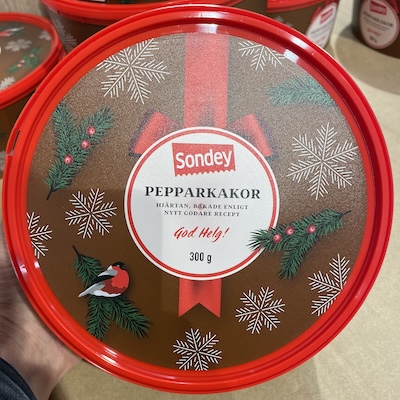 Sondey
PEPPARKAKOR
HJÄRTAN, BAKADE ENLIGT
NYTT GODARE RECEPT
God Helg!
300 g